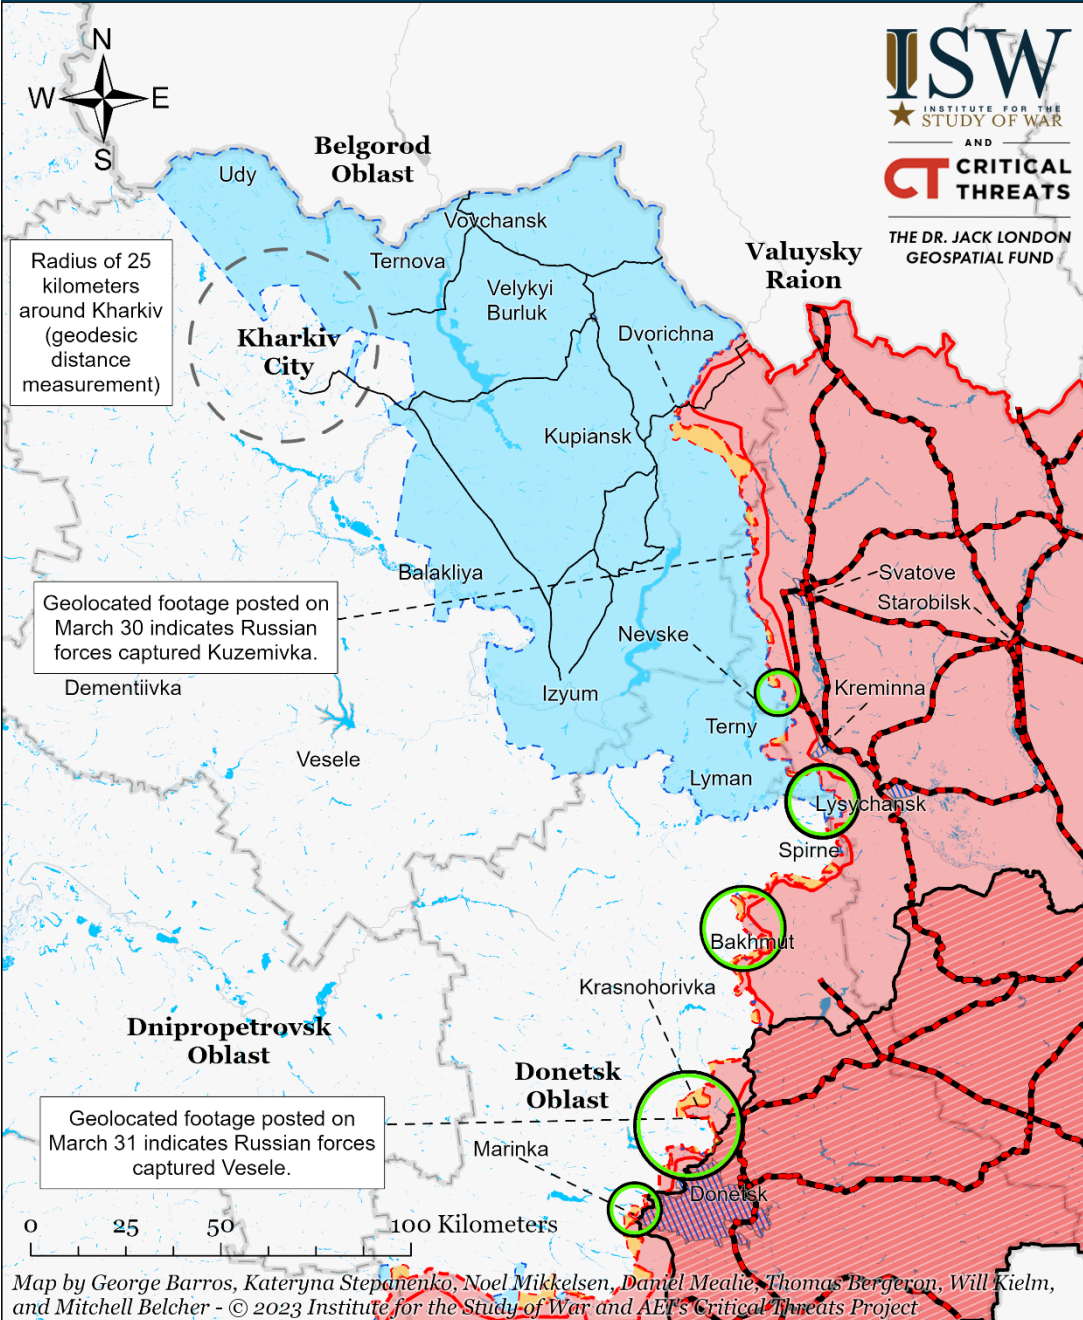 N
W
E
S
ISW
INSTITUTE FOR THE
STUDY OF WAR
AND
CT CRITICAL
THREATS
THE DR. JACK LONDON
GEOSPATIAL FUND
Belgorod
Oblast
Udy
Vovchansk
Ternova
Valuysky
Raion
Radius of 25
kilometers
around Kharkiv
(geodesic
distance
measurement)
Velykyi
Burluk
Kharkiv
City
Dvorichna
Kupiansk
Balakliya
Svatove
Starobilsk
Geolocated footage posted on
March 30 indicates Russian
forces captured Kuzemivka.
Nevske
Dementiivka
Izyum
Kreminna
Terny
Vesele
Lyman
Lysychansk
Spirne
Bakhmut
Krasnohorivka
Dnipropetrovsk
Oblast
Donetsk
Oblast
Geolocated footage posted on
March 31 indicates Russian forces
captured Vesele.
Marinka
Donetsk
0 25 50 100 Kilometers
Map by George Barros, Kateryna Stepanenko, Noel Mikkelsen, Daniel Mealie, Thomas Bergeron, Will Kielm,
and Mitchell Belcher - © 2023 Institute for the Study of War and AEI's Critical Threats Project